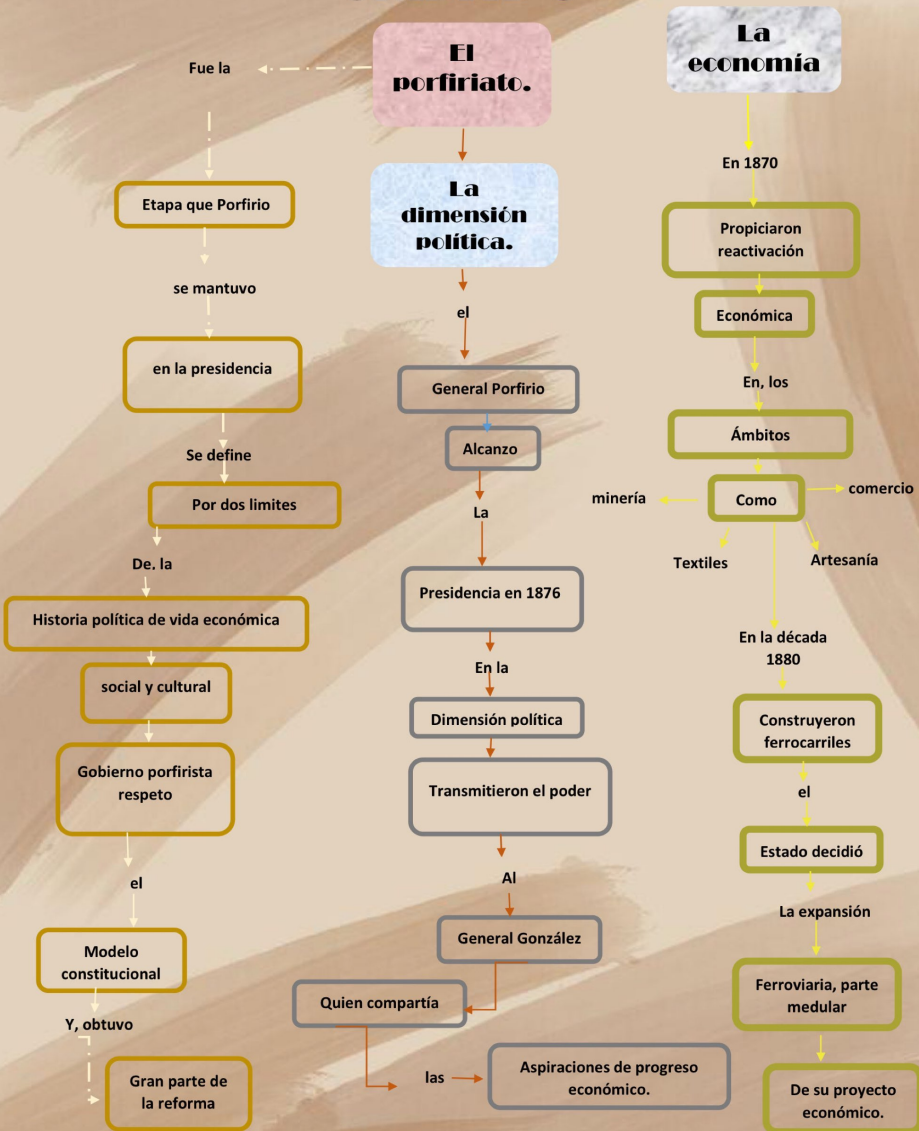 El
porfiriato.
Fue la
Etapa que Porfirio
se mantuvo
en la presidencia
Se define
Por dos limites
De. la
Historia política de vida económica
social y cultural
Gobierno porfirista
respeto
el
Modelo
constitucional
Y, obtuvo
Gran parte de
la reforma
La
dimensión
política.
el
General Porfirio
Alcanzo
La
Presidencia en 1876
En la
Dimensión política
Transmitieron el poder
Al
General González
Quien compartía
las
Aspiraciones de progreso
económico.
La
economía
En 1870
Propiciaron
reactivación
Económica
En, los
Ámbitos
Como
minería
comercio
Textiles
Artesanía
En la década
1880
Construyeron
ferrocarriles
el
Estado decidió
La expansión
Ferroviaria, parte
medular
De su proyecto
económico.